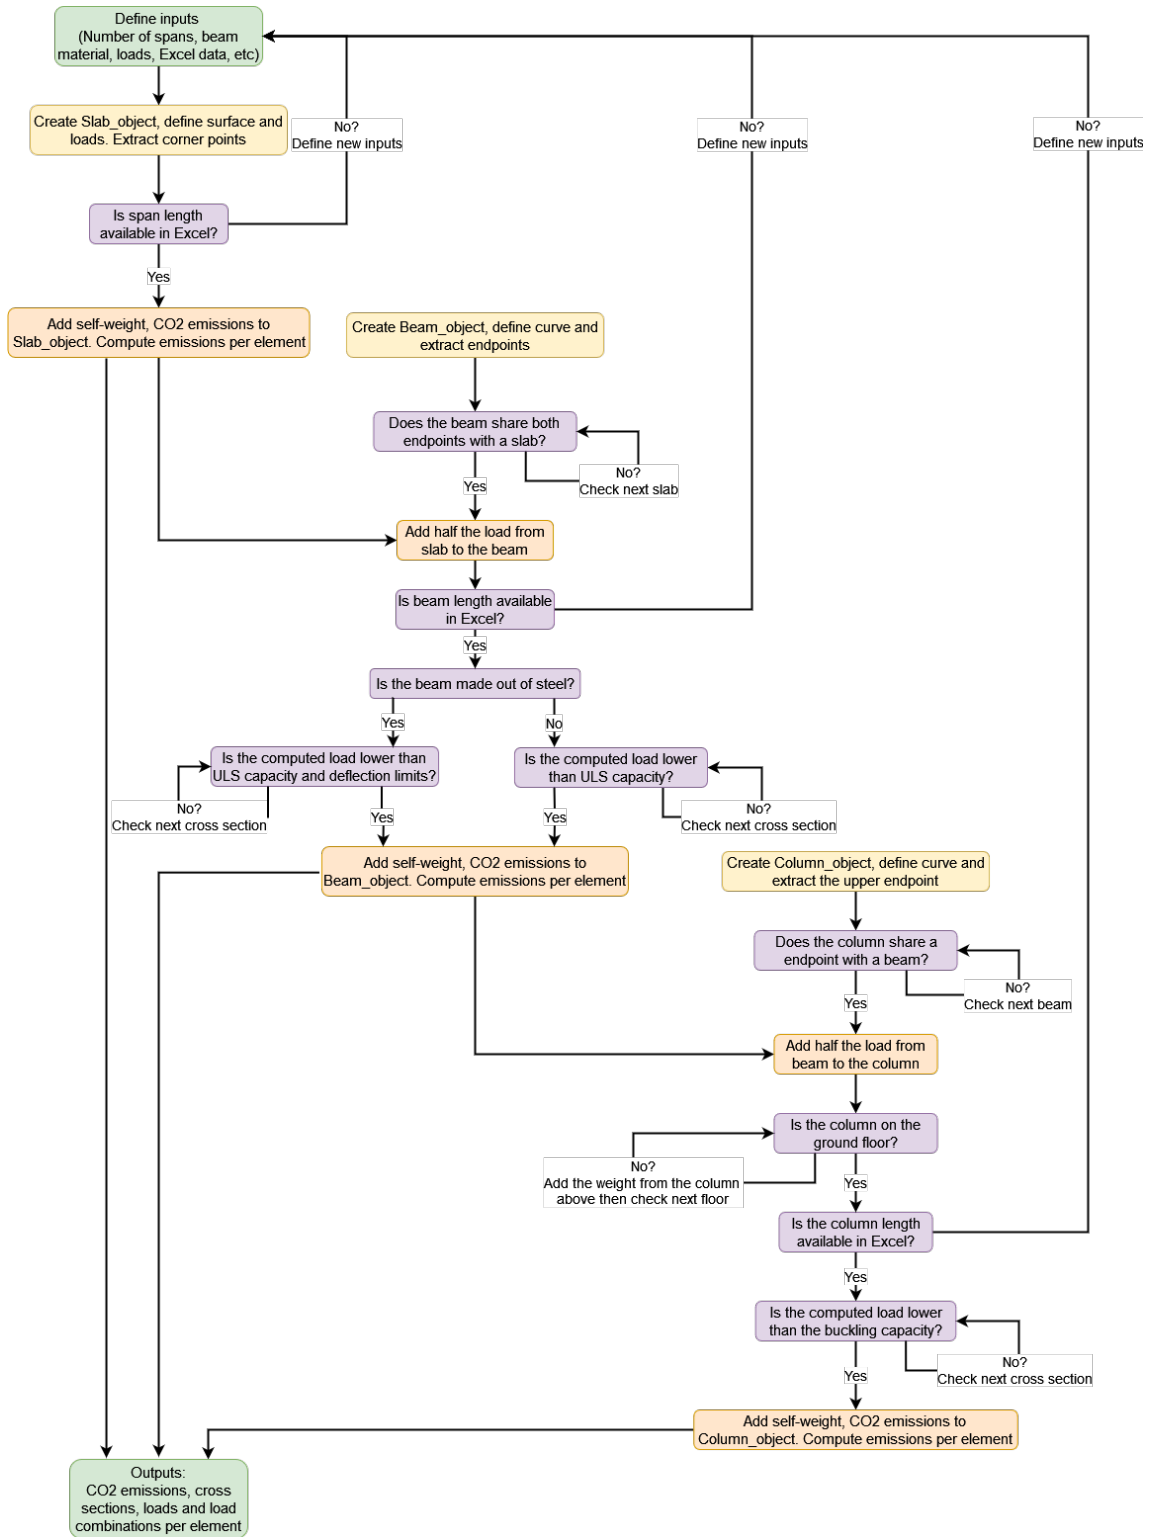 Define inputs
(Number of spans, beam
material, loads, Excel data, etc)
Create Slab_object, define surface and
loads. Extract corner points
No?
Define new inputs
No?
Define new inputs
No?
Define new inputs
Is span length
available in Excel?
Yes
Add self-weight, CO2 emissions to
Slab_object. Compute emissions per element
Create Beam_object, define curve and
extract endpoints
Does the beam share both
endpoints with a slab?
No?
Check next slab
Yes
Add half the load from
slab to the beam
Is beam length available
in Excel?
Yes
Is the beam made out of steel?
Yes
No
Is the computed load lower than
ULS capacity and deflection limits?
Is the computed load lower
than ULS capacity?
No?
Check next cross section
Yes
Yes
No?
Check next cross section
Add self-weight, CO2 emissions to
Beam_object. Compute emissions per element
Create Column_object, define curve and
extract the upper endpoint
Does the column share a
endpoint with a beam?
No?
Check next beam
Yes
Add half the load from
beam to the column
Is the column on the
ground floor?
No?
Add the weight from the column
above then check next floor
Yes
Is the column length
available in Excel?
Yes
Is the computed load lower
than the buckling capacity?
No?
Check next cross section
Yes
Add self-weight, CO2 emissions to
Column_object. Compute emissions per element
Outputs:
CO2 emissions, cross
sections, loads and load
combinations per element